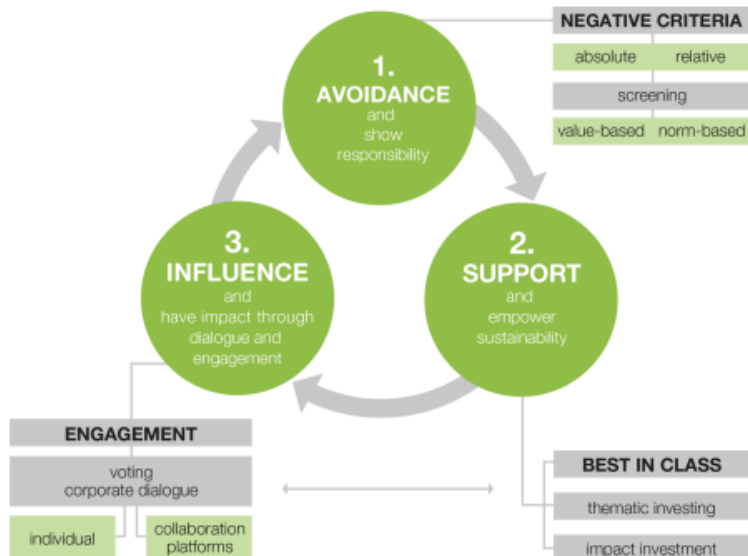 1.
AVOIDANCE
and
show
responsibility
NEGATIVE CRITERIA
absolute relative
screening
value-based norm-based
2.
SUPPORT
and
empower
sustainability
3.
INFLUENCE
and
have impact through
dialogue and
engagement
ENGAGEMENT
voting
corporate dialogue
individual
collaboration
platforms
BEST IN CLASS
thematic investing
impact investment